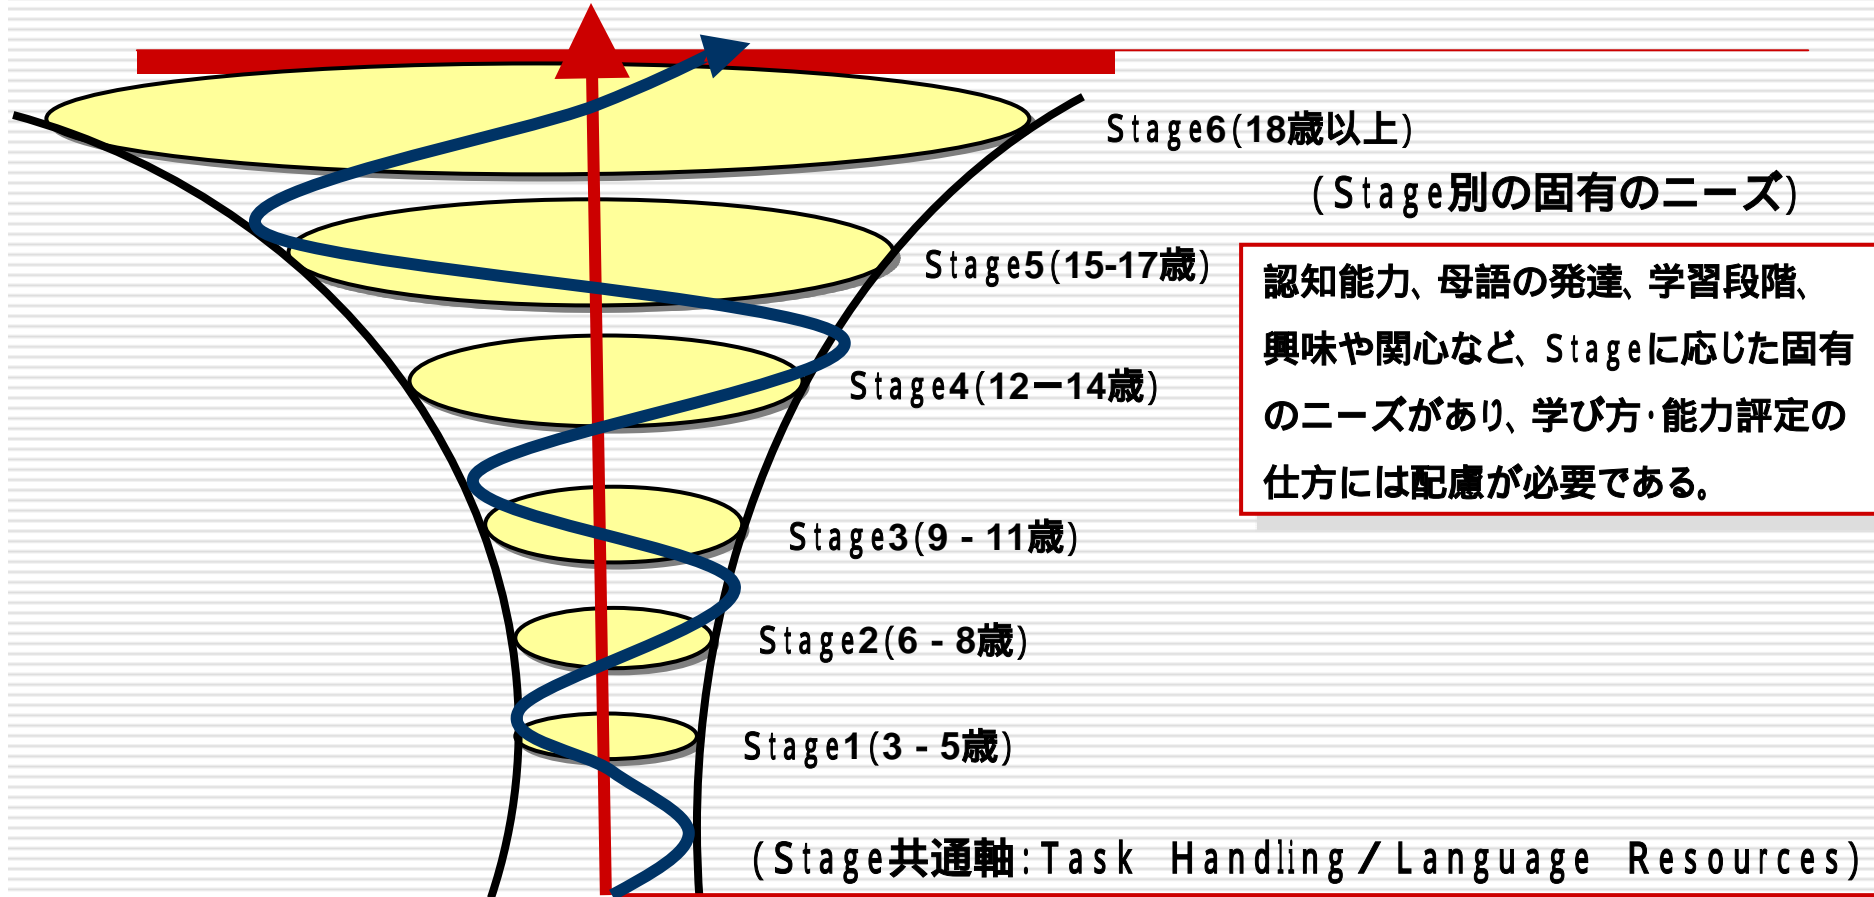 Stage6(18歳以上)
(Stage別の固有のニーズ)
Stage5(15-17歳)
認知能力、母語の発達、学習段階、
興味や関心など、Stageに応じた固有
のニーズがあり、学び方・能力評定の
仕方には配慮が必要である。
Stage4(12ー14歳)
Stage3(9 - 11歳)
Stage2(6 - 8歳)
Stage1(3 - 5歳)
(Stage共通軸:Task Handling/Language Resources)